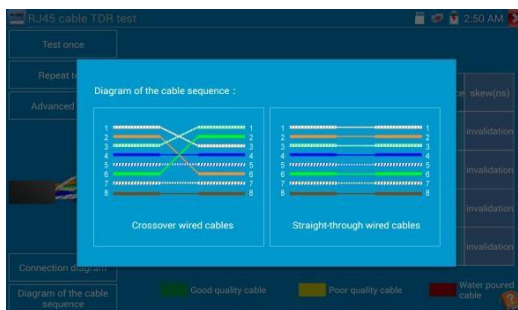 RJ45 cable TDR test
2:50 AM
Test once
Repeat t
Advanced
ce skew(ns)
invalidation
invalidation
invalidation
invalidation
Diagram of the cable sequence :
1 1
2 2
3 3
4 4
5 5
6 6
7 7
8 8
Crossover wired cables
1 1
2 2
3 3
4 4
5 5
6 6
7 7
8 8
Straight-through wired cables
Connection diagram
Diagram of the cable
sequence
Good quality cable
Poor quality cable
Water poured
cable